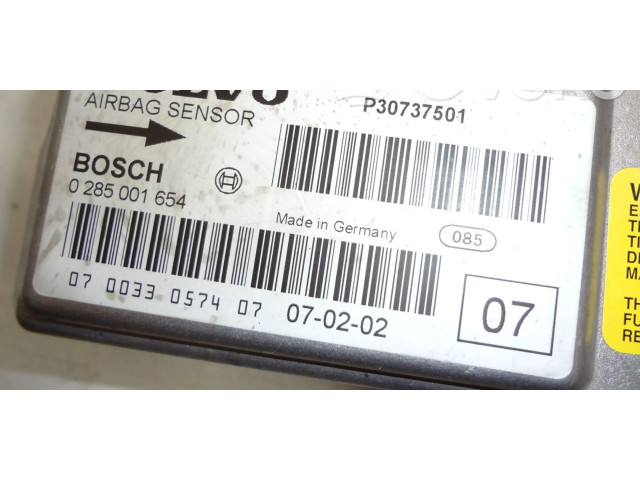 VOLVO
P30737501
AIRBAG SENSOR
BOSCH
0 285 001 654
Made in Germany
085
07 0033 0574 07
07-02-02
07